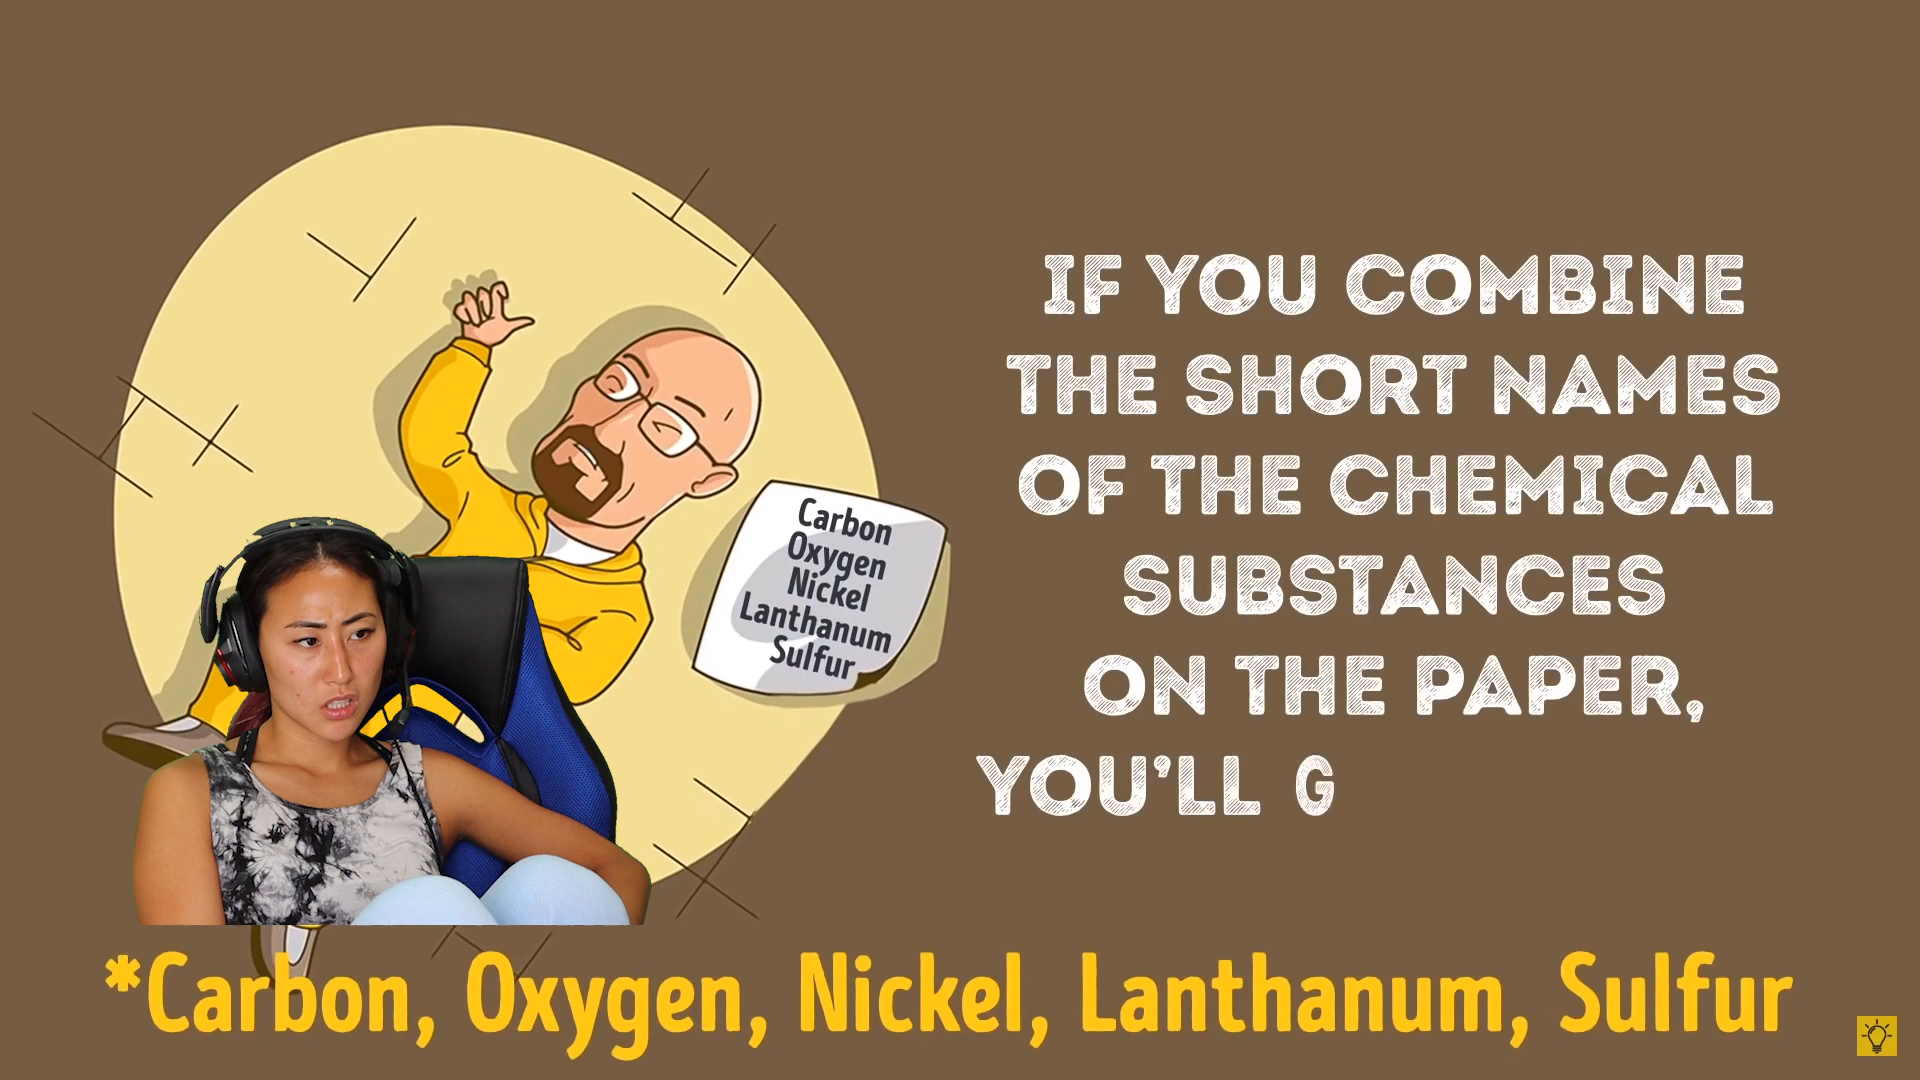 IF YOU COMBINE
THE SHORT NAMES
OF THE CHEMICAL
SUBSTANCES
ON THE PAPER,
YOU'LL G
Carbon
Oxygen
Nickel
Lanthanum
Sulfur
*Carbon, Oxygen, Nickel, Lanthanum, Sulfur